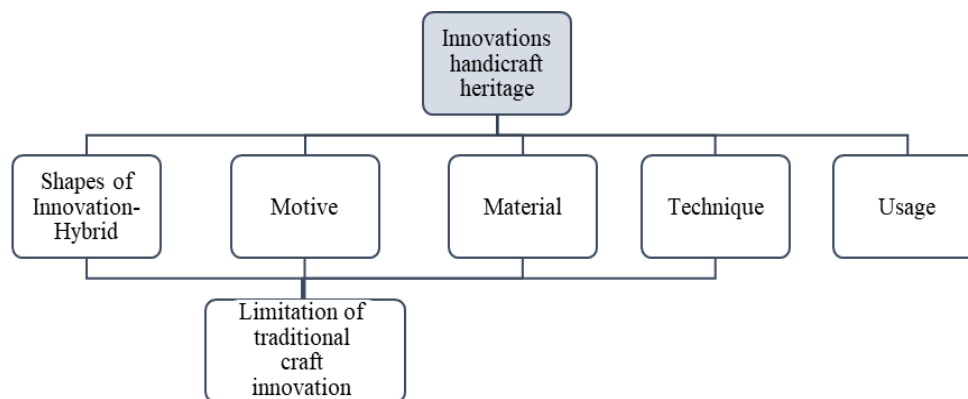 Innovations
handicraft
heritage
Shapes of
Innovation-
Hybrid
Motive
Material
Technique
Usage
Limitation of
traditional
craft
innovation